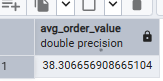 avg_order_value
double precision
1
38.306656908665104